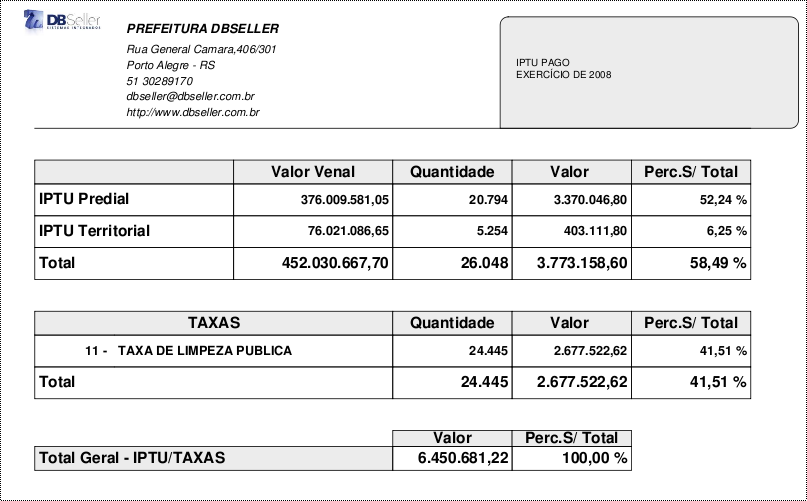 DBSeller
SISTEMAS INTEGRADOS
PREFEITURA DBSELLER
Rua General Camara,406/301
Porto Alegre - RS
51 30289170
dbseller@dbseller.com.br
http://www.dbseller.com.br
IPTU PAGO
EXERCÍCIO DE 2008
Valor Venal Quantidade Valor Perc.S/ Total
IPTU Predial 376.009.581,05 20.794 3.370.046,80 52,24 %
IPTU Territorial 76.021.086,65 5.254 403.111,80 6,25 %
Total 452.030.667,70 26.048 3.773.158,60 58,49 %
TAXAS Quantidade Valor Perc.S/ Total
11 - TAXA DE LIMPEZA PUBLICA 24.445 2.677.522,62 41,51 %
Total 24.445 2.677.522,62 41,51 %
Valor Perc.S/ Total
Total Geral - IPTU/TAXAS 6.450.681,22 100,00 %